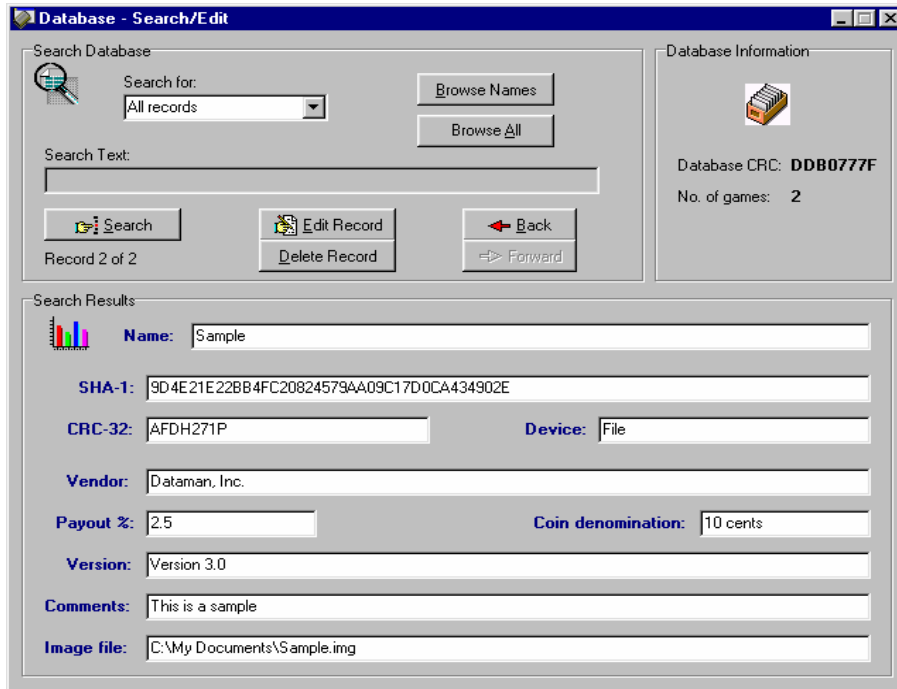 Database - Search/Edit
Search Database
Search for:
All records
Browse Names
Browse All
Search Text:
Search
Edit Record
Back
Record 2 of 2
Delete Record
Forward
Database Information
Database CRC: DDB0777F
No. of games: 2
Search Results
Name: Sample
SHA-1: 9D4E21E22BB4FC20824579AA09C17D0CA434902E
CRC-32: AFDH271P
Device: File
Vendor: Dataman, Inc.
Payout %: 2.5
Coin denomination: 10 cents
Version: Version 3.0
Comments: This is a sample
Image file: C:\My Documents\Sample.img